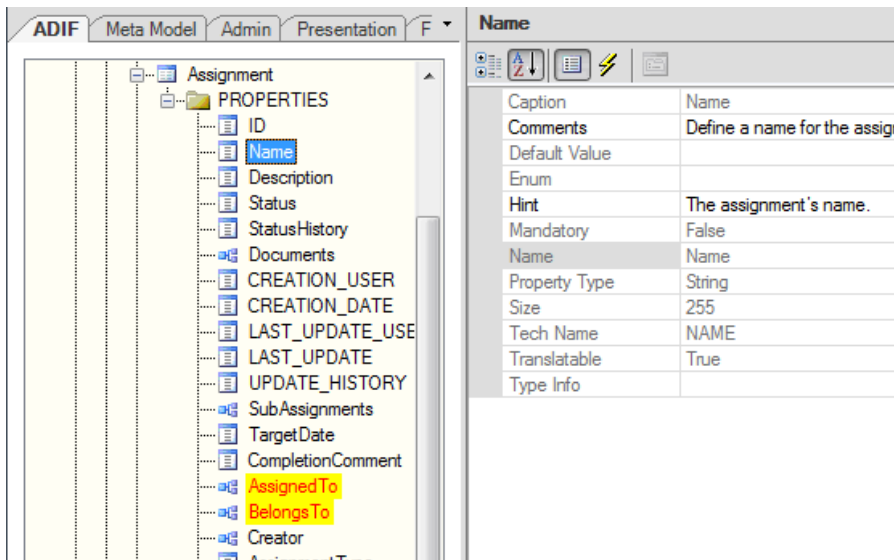 ADIF Meta Model Admin Presentation F
Assignment
PROPERTIES
ID
Name
Description
Status
StatusHistory
Documents
CREATION_USER
CREATION_DATE
LAST_UPDATE_USE
LAST_UPDATE
UPDATE_HISTORY
SubAssignments
TargetDate
CompletionComment
AssignedTo
BelongsTo
Creator
AssignmentType
Name
Caption Name
Comments Define a name for the assig
Default Value
Enum
Hint The assignment's name.
Mandatory False
Name Name
Property Type String
Size 255
Tech Name NAME
Translatable True
Type Info